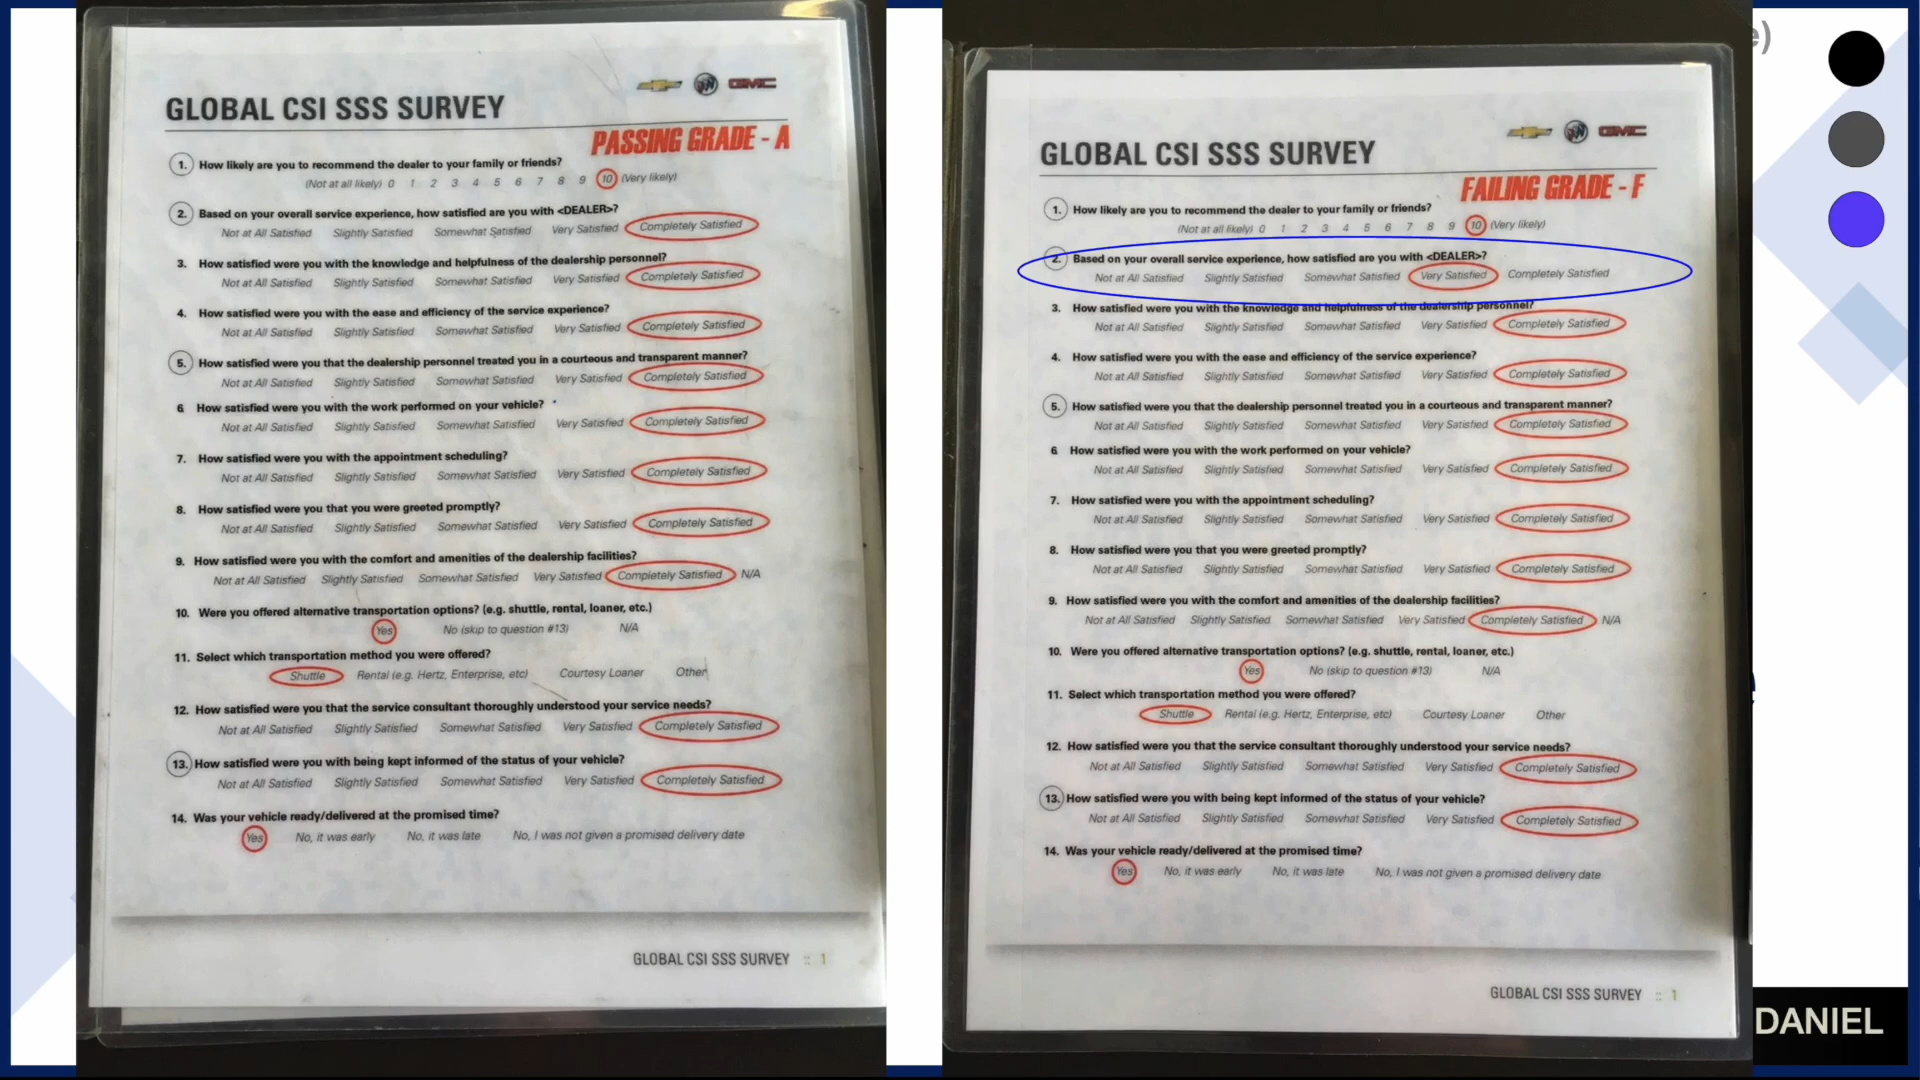 GMC
GLOBAL CSI SSS SURVEY
PASSING GRADE - A
1. How likely are you to recommend the dealer to your family or friends?
(Not at all likely) 0 1 2 3 4 5 6 7 8 9 10 (Very likely)
2. Based on your overall service experience, how satisfied are you with <DEALER>?
Not at All Satisfied Slightly Satisfied Somewhat Satisfied Very Satisfied Completely Satisfied
3. How satisfied were you with the knowledge and helpfulness of the dealership personnel?
Not at All Satisfied Slightly Satisfied Somewhat Satisfied Very Satisfied Completely Satisfied
4. How satisfied were you with the ease and efficiency of the service experience?
Not at All Satisfied Slightly Satisfied Somewhat Satisfied Very Satisfied Completely Satisfied
5. How satisfied were you that the dealership personnel treated you in a courteous and transparent manner?
Not at All Satisfied Slightly Satisfied Somewhat Satisfied Very Satisfied Completely Satisfied
6 How satisfied were you with the work performed on your vehicle?
Not at All Satisfied Slightly Satisfied Somewhat Satisfied Very Satisfied Completely Satisfied
7. How satisfied were you with the appointment scheduling?
Not at All Satisfied Slightly Satisfied Somewhat Satisfied Very Satisfied Completely Satisfied
8. How satisfied were you that you were greeted promptly?
Not at All Satisfied Slightly Satisfied Somewhat Satisfied Very Satisfied Completely Satisfied
9. How satisfied were you with the comfort and amenities of the dealership facilities?
Not at All Satisfied Slightly Satisfied Somewhat Satisfied Very Satisfied Completely Satisfied N/A
10. Were you offered alternative transportation options? (e.g. shuttle, rental, loaner, etc.)
Yes No (skip to question #13) N/A
11. Select which transportation method you were offered?
Shuttle Rental (e.g. Hertz, Enterprise, etc) Courtesy Loaner Other
12. How satisfied were you that the service consultant thoroughly understood your service needs?
Not at All Satisfied Slightly Satisfied Somewhat Satisfied Very Satisfied Completely Satisfied
13. How satisfied were you with being kept informed of the status of your vehicle?
Not at All Satisfied Slightly Satisfied Somewhat Satisfied Very Satisfied Completely Satisfied
14. Was your vehicle ready/delivered at the promised time?
Yes No, it was early No, it was late No, I was not given a promised delivery date
GLOBAL CSI SSS SURVEY :: 1
GMC
GLOBAL CSI SSS SURVEY
FAILING GRADE - F
1. How likely are you to recommend the dealer to your family or friends?
(Not at all likely) 0 1 2 3 4 5 6 7 8 9 10 (Very likely)
2. Based on your overall service experience, how satisfied are you with <DEALER>?
Not at All Satisfied Slightly Satisfied Somewhat Satisfied Very Satisfied Completely Satisfied
3. How satisfied were you with the knowledge and helpfulness of the dealership personnel?
Not at All Satisfied Slightly Satisfied Somewhat Satisfied Very Satisfied Completely Satisfied
4. How satisfied were you with the ease and efficiency of the service experience?
Not at All Satisfied Slightly Satisfied Somewhat Satisfied Very Satisfied Completely Satisfied
5. How satisfied were you that the dealership personnel treated you in a courteous and transparent manner?
Not at All Satisfied Slightly Satisfied Somewhat Satisfied Very Satisfied Completely Satisfied
6 How satisfied were you with the work performed on your vehicle?
Not at All Satisfied Slightly Satisfied Somewhat Satisfied Very Satisfied Completely Satisfied
7. How satisfied were you with the appointment scheduling?
Not at All Satisfied Slightly Satisfied Somewhat Satisfied Very Satisfied Completely Satisfied
8. How satisfied were you that you were greeted promptly?
Not at All Satisfied Slightly Satisfied Somewhat Satisfied Very Satisfied Completely Satisfied
9. How satisfied were you with the comfort and amenities of the dealership facilities?
Not at All Satisfied Slightly Satisfied Somewhat Satisfied Very Satisfied Completely Satisfied N/A
10. Were you offered alternative transportation options? (e.g. shuttle, rental, loaner, etc.)
Yes No (skip to question #13) N/A
11. Select which transportation method you were offered?
Shuttle Rental (e.g. Hertz, Enterprise, etc) Courtesy Loaner Other
12. How satisfied were you that the service consultant thoroughly understood your service needs?
Not at All Satisfied Slightly Satisfied Somewhat Satisfied Very Satisfied Completely Satisfied
13. How satisfied were you with being kept informed of the status of your vehicle?
Not at All Satisfied Slightly Satisfied Somewhat Satisfied Very Satisfied Completely Satisfied
14. Was your vehicle ready/delivered at the promised time?
Yes No, it was early No, it was late No, I was not given a promised delivery date
GLOBAL CSI SSS SURVEY :: 1
DANIEL